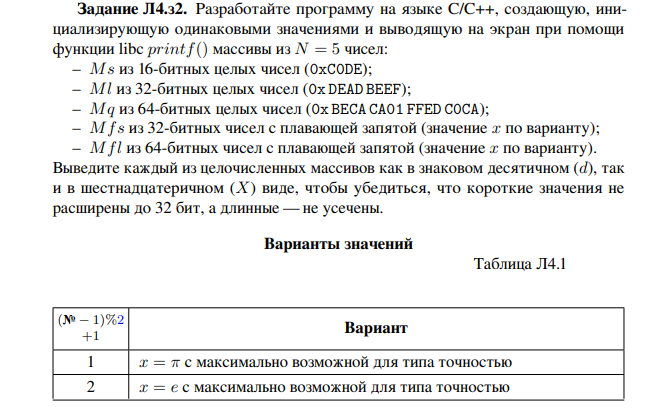 Задание Л4.з2. Разработайте программу на языке C/C++, создающую, ини-
циализирующую одинаковыми значениями и выводящую на экран при помощи
функции libc printf() массивы из N = 5 чисел:
– Ms из 16-битных целых чисел (0xC0DE);
– Ml из 32-битных целых чисел (0x DEAD BEEF);
– Mq из 64-битных целых чисел (0x BECA CA01 FFED C0CA);
– Mfs из 32-битных чисел с плавающей запятой (значение x по варианту);
– Mfl из 64-битных чисел с плавающей запятой (значение x по варианту).
Выведите каждый из целочисленных массивов как в знаковом десятичном (d), так
и в шестнадцатеричном (X) виде, чтобы убедиться, что короткие значения не
расширены до 32 бит, а длинные — не усечены.
Варианты значений
Таблица Л4.1
(№ − 1)%2
+1
Вариант
1 x = π с максимально возможной для типа точностью
2 x = e с максимально возможной для типа точностью